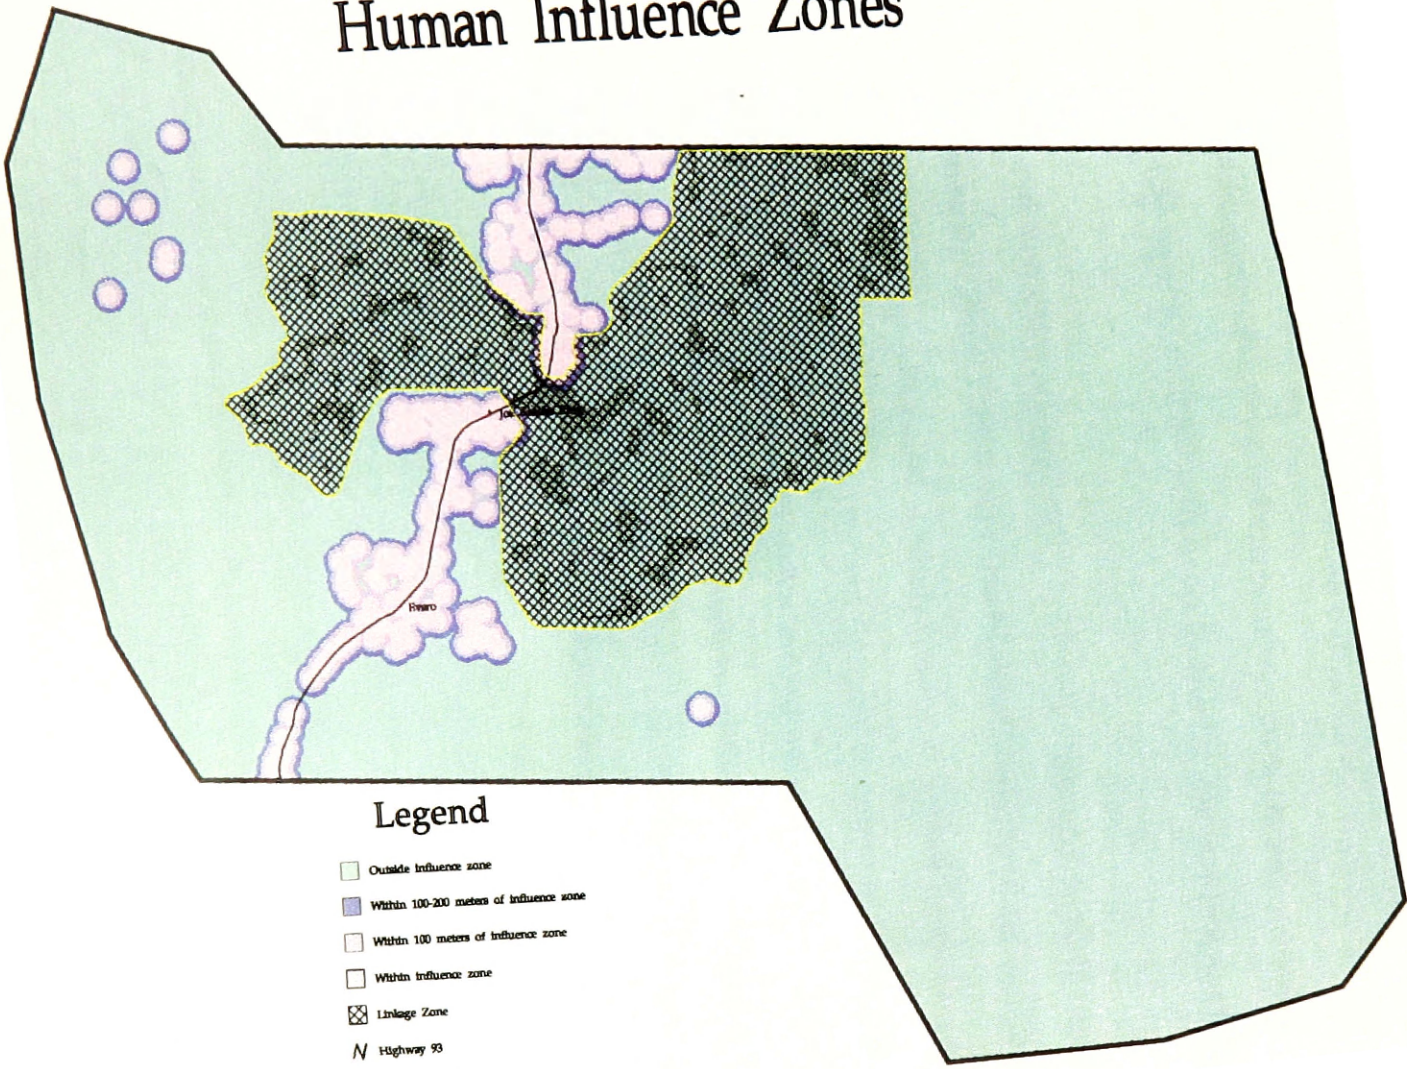 Human Influence Zones
Evaro
Legend
Outside influence zone
Within 100-200 meters of influence zone
Within 100 meters of influence zone
Within influence zone
Linkage Zone
Highway 93